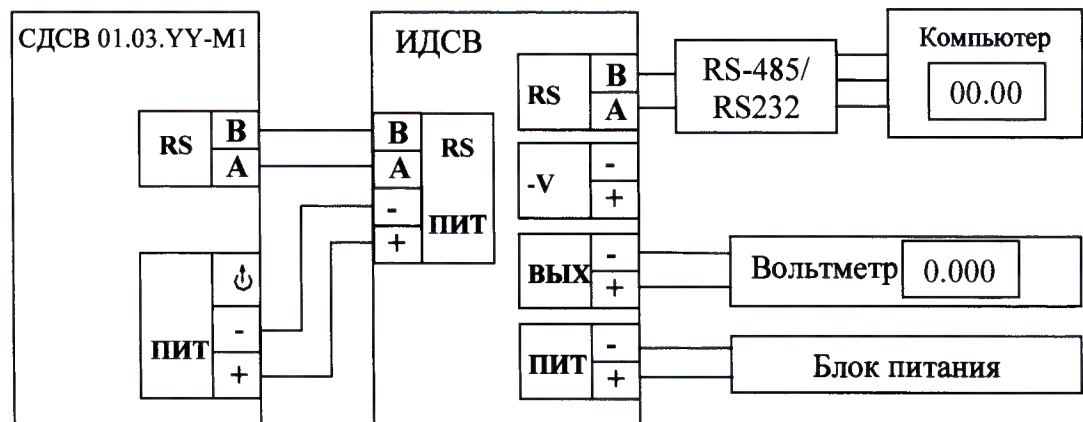 СДСВ 01.03.YY-М1
RS
B
A
ПИТ
-
+
ИДСВ
B
A
-
+
RS
ПИТ
RS
B
A
-V
-
+
ВЫХ
-
+
ПИТ
-
+
RS-485/
RS232
Компьютер
00.00
Вольтметр
0.000
Блок питания